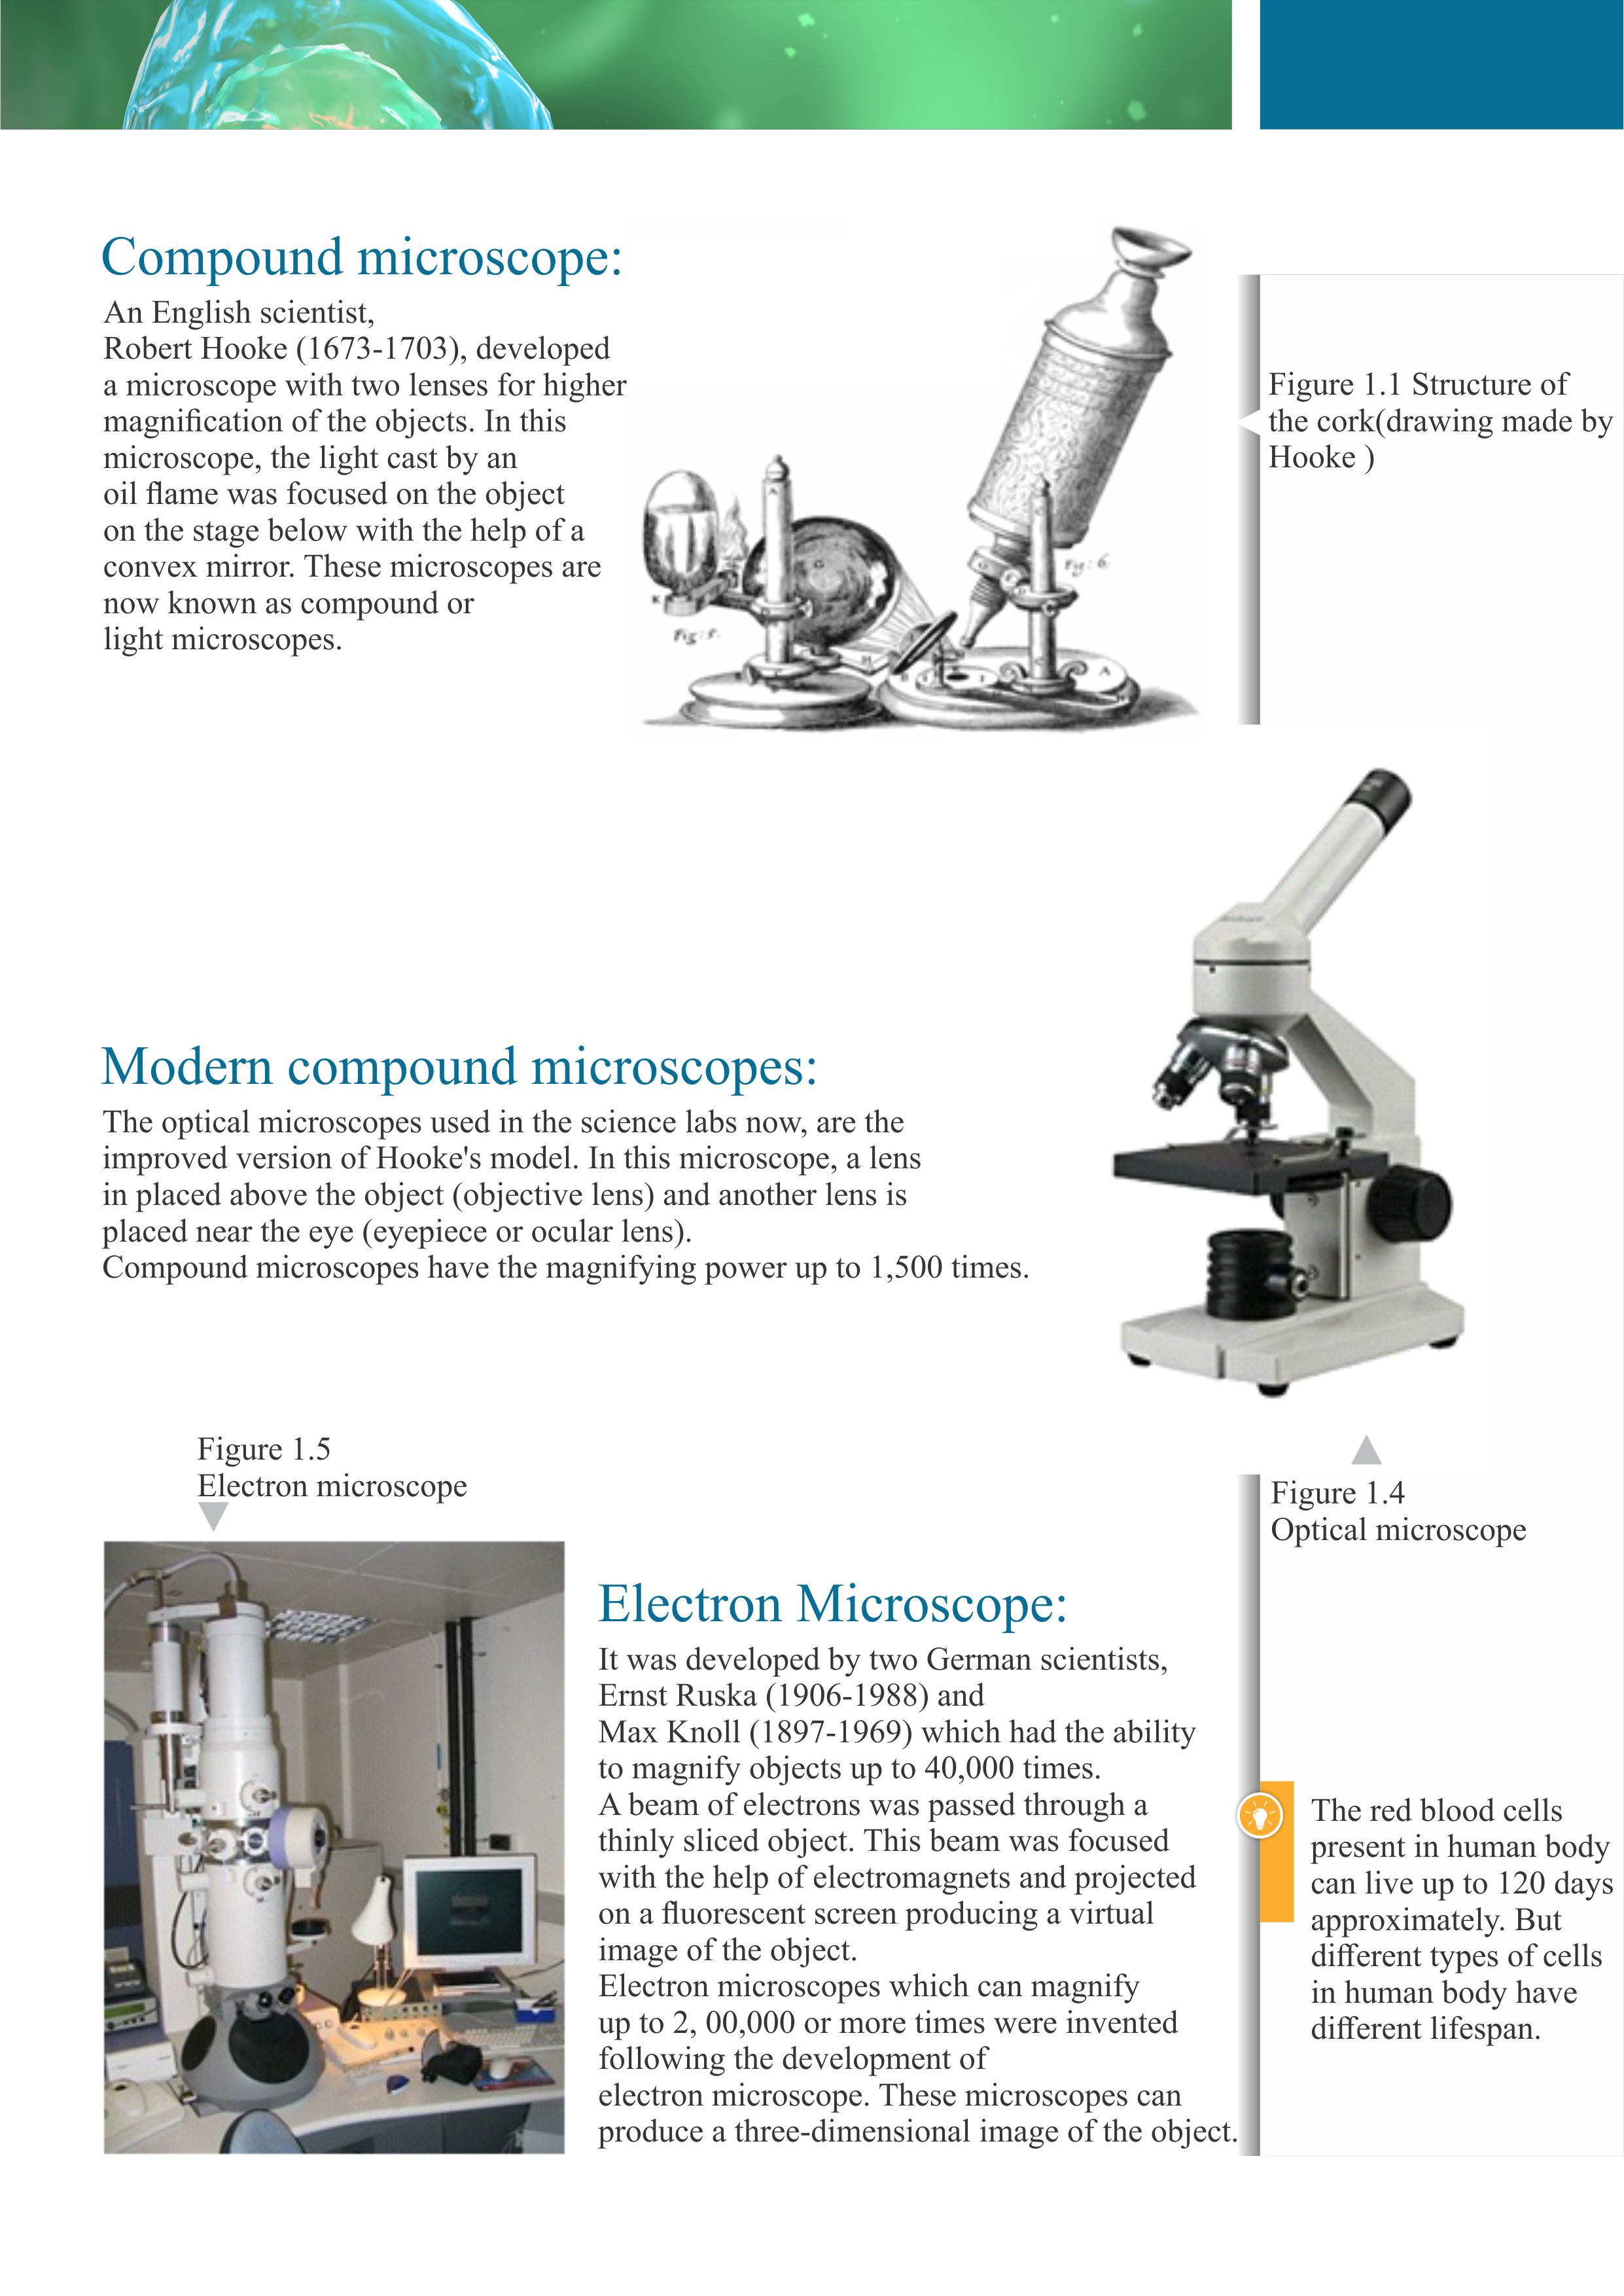 Compound microscope:
An English scientist,
Robert Hooke (1673-1703), developed
a microscope with two lenses for higher
magnification of the objects. In this
microscope, the light cast by an
oil flame was focused on the object
on the stage below with the help of a
convex mirror. These microscopes are
now known as compound or
light microscopes.
Fig: 6.
Figure 1.1 Structure of
the cork(drawing made by
Hooke )
Modern compound microscopes:
The optical microscopes used in the science labs now, are the
improved version of Hooke's model. In this microscope, a lens
in placed above the object (objective lens) and another lens is
placed near the eye (eyepiece or ocular lens).
Compound microscopes have the magnifying power up to 1,500 times.
Figure 1.4
Optical microscope
Figure 1.5
Electron microscope
Electron Microscope:
It was developed by two German scientists,
Ernst Ruska (1906-1988) and
Max Knoll (1897-1969) which had the ability
to magnify objects up to 40,000 times.
A beam of electrons was passed through a
thinly sliced object. This beam was focused
with the help of electromagnets and projected
on a fluorescent screen producing a virtual
image of the object.
Electron microscopes which can magnify
up to 2, 00,000 or more times were invented
following the development of
electron microscope. These microscopes can
produce a three-dimensional image of the object.
The red blood cells
present in human body
can live up to 120 days
approximately. But
different types of cells
in human body have
different lifespan.